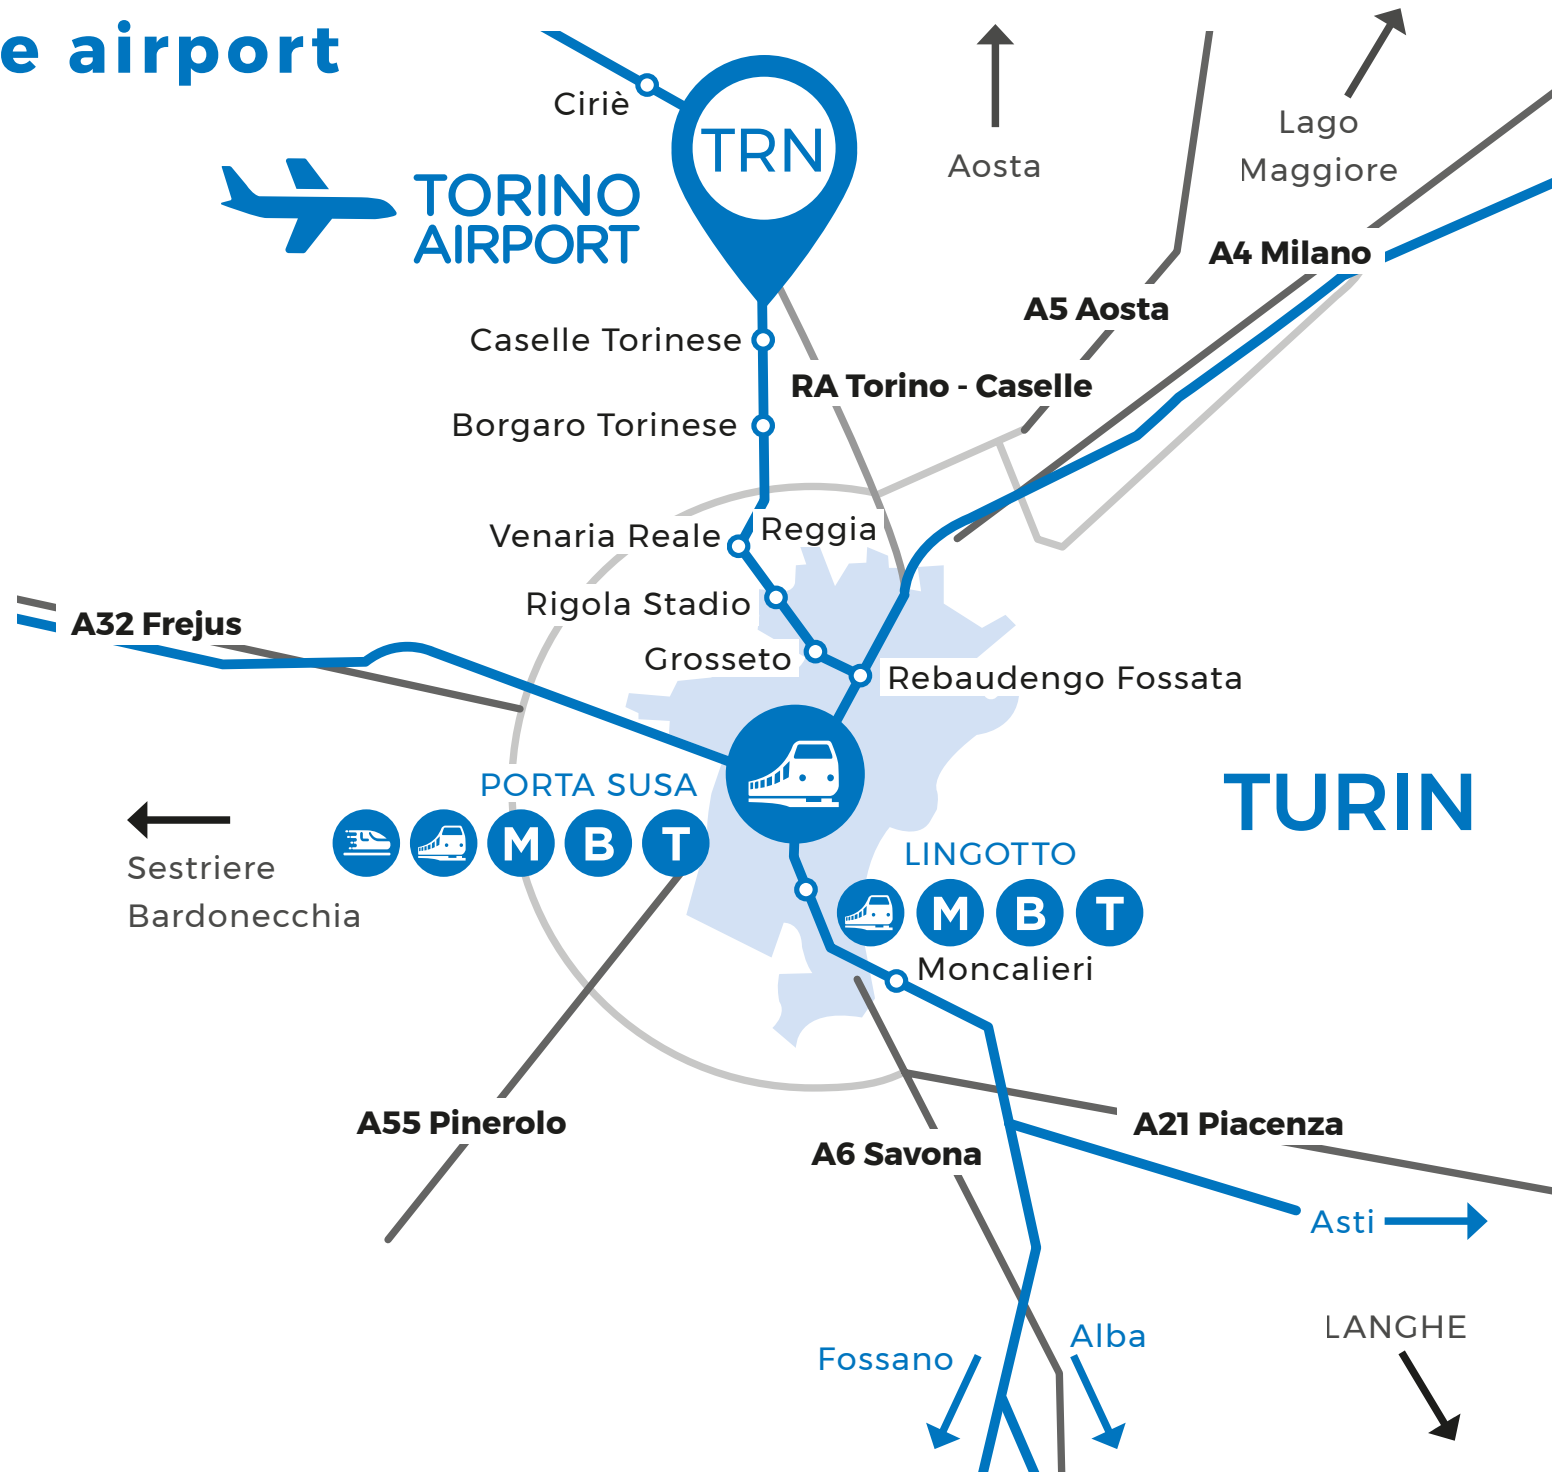 e airport
Ciriè
TRN
TORINO
AIRPORT
Aosta
Lago
Maggiore
A4 Milano
A5 Aosta
Caselle Torinese
RA Torino - Caselle
Borgaro Torinese
Venaria Reale
Reggia
Rigola Stadio
A32 Frejus
Grosseto
Rebaudengo Fossata
PORTA SUSA
M B T
TURIN
Sestriere
Bardonecchia
LINGOTTO
M B T
Moncalieri
A55 Pinerolo
A6 Savona
A21 Piacenza
Asti
LANGHE
Fossano
Alba